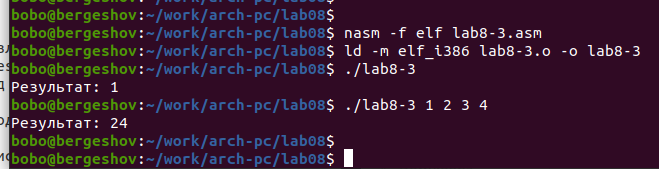 bobo@bergeshov:~/work/arch-pc/lab08$
bobo@bergeshov:~/work/arch-pc/lab08$ nasm -f elf lab8-3.asm
bobo@bergeshov:~/work/arch-pc/lab08$ ld -m elf_i386 lab8-3.o -o lab8-3
bobo@bergeshov:~/work/arch-pc/lab08$ ./lab8-3
Результат: 1
bobo@bergeshov:~/work/arch-pc/lab08$ ./lab8-3 1 2 3 4
Результат: 24
bobo@bergeshov:~/work/arch-pc/lab08$
bobo@bergeshov:~/work/arch-pc/lab08$